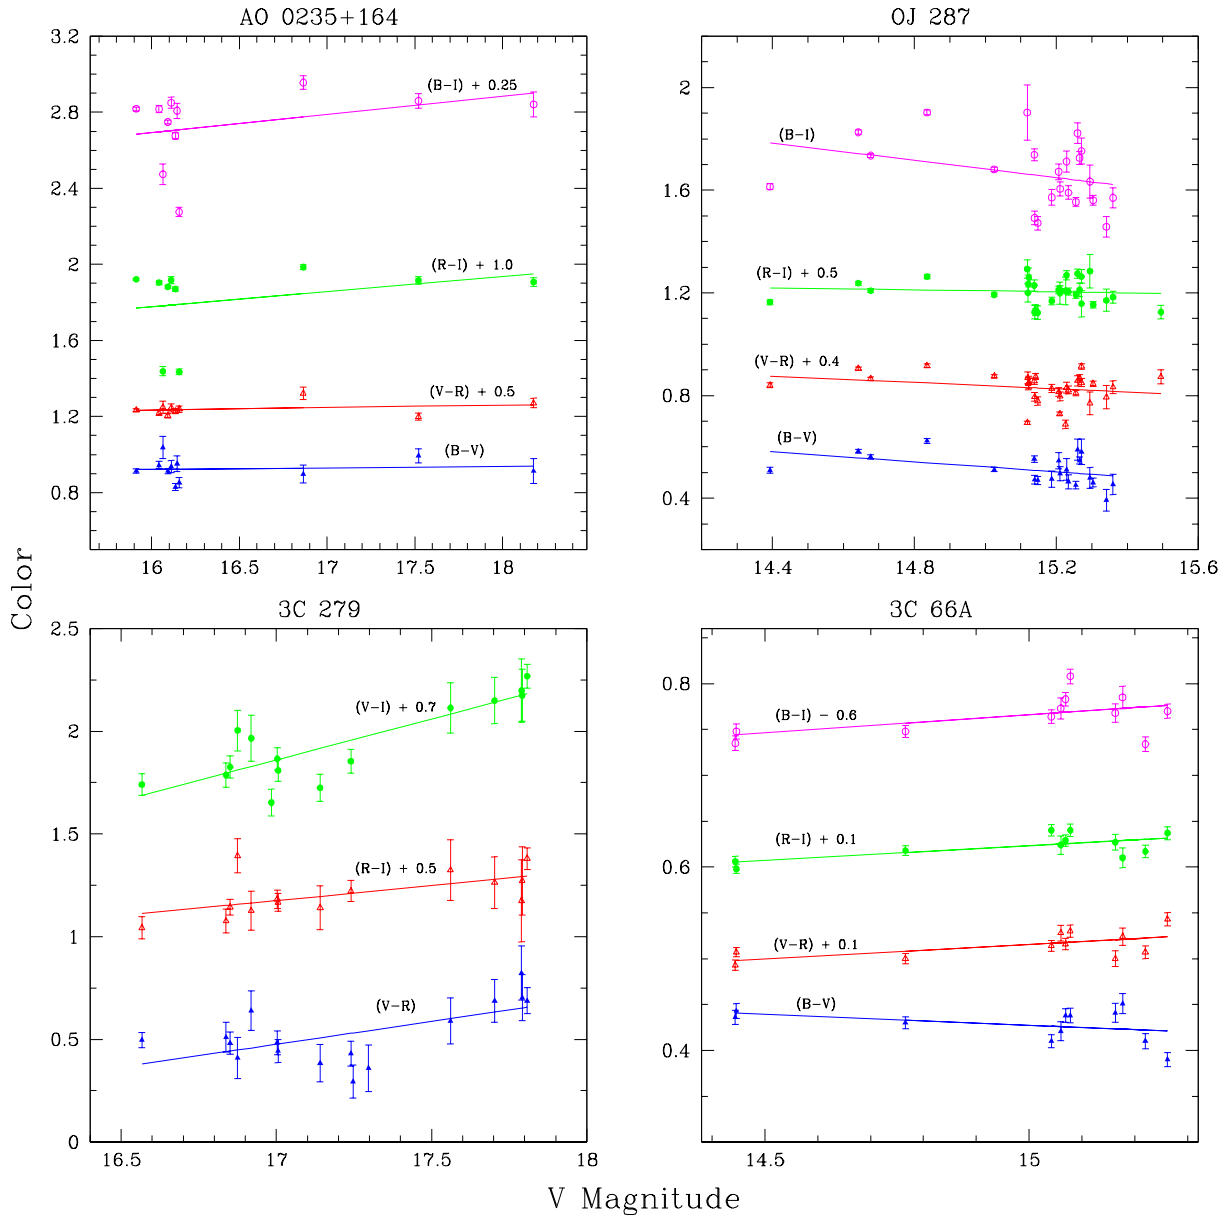 AO 0235+164
3.2
2.8
2.4
2
1.6
1.2
0.8
(B-I) + 0.25
(R-I) + 1.0
(V-R) + 0.5
(B-V)
16
16.5
17
17.5
18
OJ 287
2
1.6
1.2
0.8
0.4
(B-I)
(R-I) + 0.5
(V-R) + 0.4
(B-V)
14.4
14.8
15.2
15.6
Color
3C 279
2.5
2
1.5
1
0.5
0
(V-I) + 0.7
(R-I) + 0.5
(V-R)
16.5
17
17.5
18
3C 66A
0.8
0.6
0.4
(B-I) - 0.6
(R-I) + 0.1
(V-R) + 0.1
(B-V)
14.5
15
V Magnitude